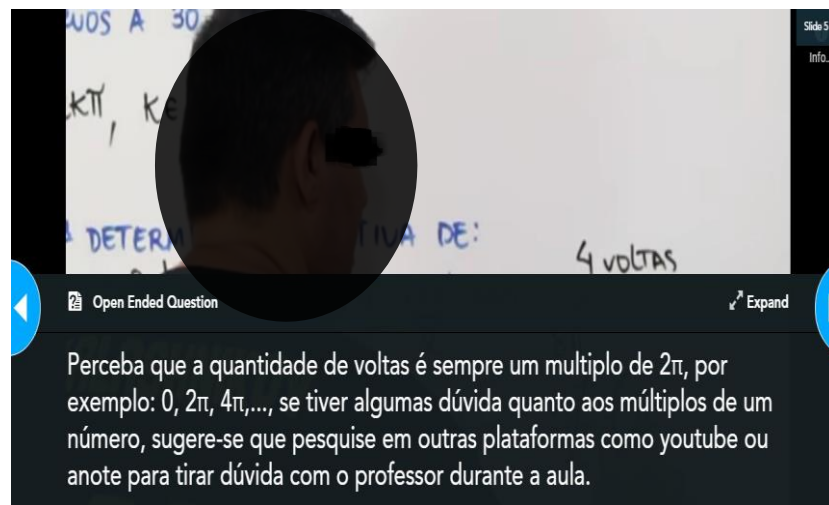 UOS A 30
Slide 5
Info...
2Kπ, K∈
DETERM TIVA DE:
4 VOLTAS
Open Ended Question
Expand
Perceba que a quantidade de voltas é sempre um multiplo de 2π, por
exemplo: 0, 2π, 4π,..., se tiver algumas dúvida quanto aos múltiplos de um
número, sugere-se que pesquise em outras plataformas como youtube ou
anote para tirar dúvida com o professor durante a aula.